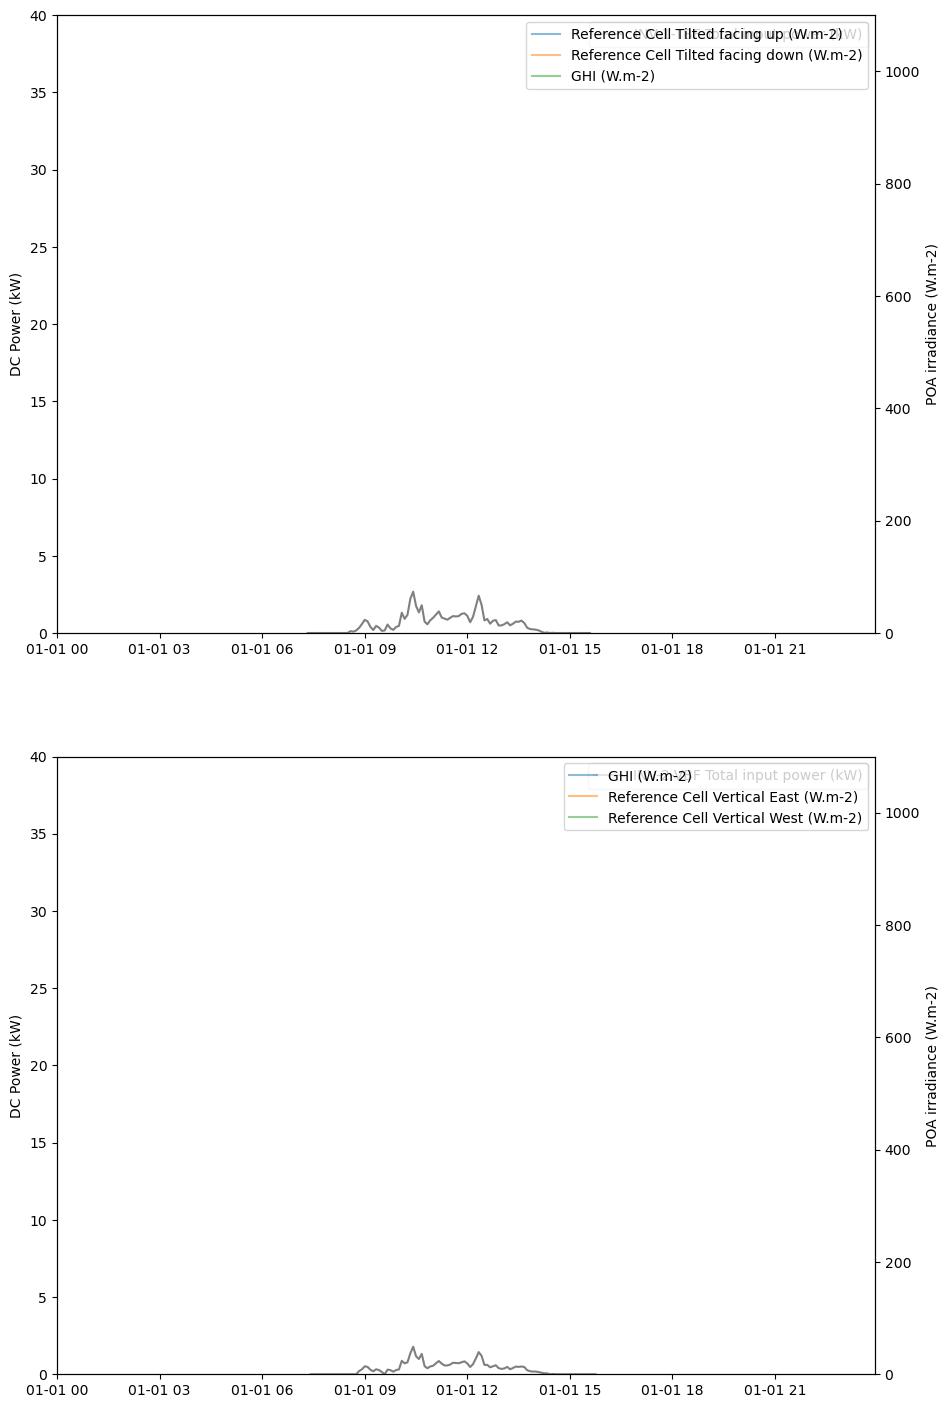 40
35
30
25
20
15
10
5
0
DC Power (kW)
Reference Cell Tilted facing up (W.m-2)
Reference Cell Tilted facing down (W.m-2)
GHI (W.m-2)
1000
800
600
400
200
0
POA irradiance (W.m-2)
01-01 00 01-01 03 01-01 06 01-01 09 01-01 12 01-01 15 01-01 18 01-01 21
40
35
30
25
20
15
10
5
0
DC Power (kW)
Total input power (kW)
GHI (W.m-2)
Reference Cell Vertical East (W.m-2)
Reference Cell Vertical West (W.m-2)
1000
800
600
400
200
0
POA irradiance (W.m-2)
01-01 00 01-01 03 01-01 06 01-01 09 01-01 12 01-01 15 01-01 18 01-01 21